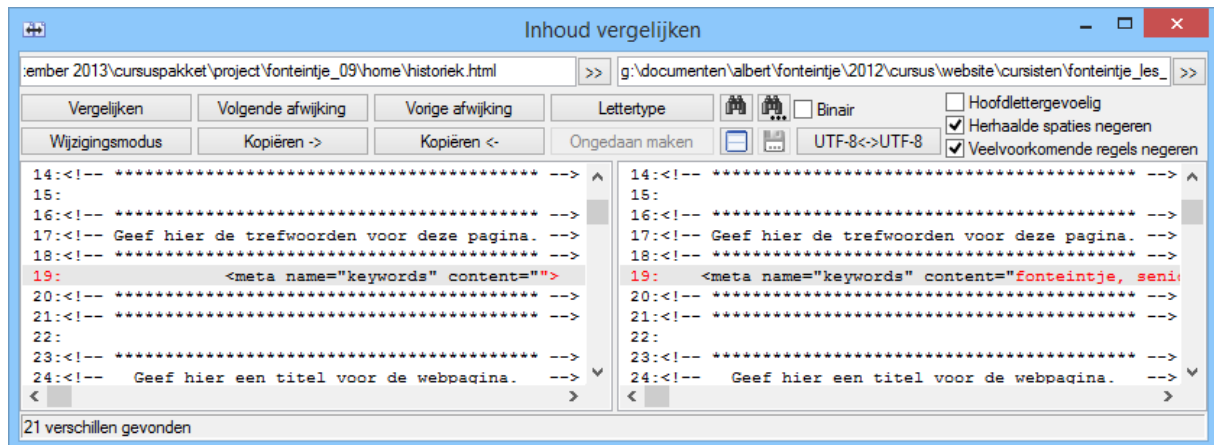 Inhoud vergelijken
:ember 2013\cursuspakket\project\fonteintje_09\home\historiek.html >> g:\documenten\albert\fonteintje\2012\cursus\website\cursisten\fonteintje_les_ >>
Vergelijken Volgende afwijking Vorige afwijking Lettertype Binair Hoofdlettergevoelig
Herhaalde spaties negeren
Wijzigingsmodus Kopiëren -> Kopiëren <- Ongedaan maken UTF-8<->UTF-8 Veelvoorkomende regels negeren
14:<!-- ***************************************** --> 14:<!-- ***************************************** -->
15: 15:
16:<!-- ***************************************** --> 16:<!-- ***************************************** -->
17:<!-- Geef hier de trefwoorden voor deze pagina. --> 17:<!-- Geef hier de trefwoorden voor deze pagina. -->
18:<!-- ***************************************** --> 18:<!-- ***************************************** -->
19: <meta name="keywords" content=""> 19: <meta name="keywords" content="fonteintje, senio
20:<!-- ***************************************** --> 20:<!-- ***************************************** -->
21:<!-- ***************************************** --> 21:<!-- ***************************************** -->
22: 22:
23:<!-- ***************************************** --> 23:<!-- ***************************************** -->
24:<!-- Geef hier een titel voor de webpagina. --> 24:<!-- Geef hier een titel voor de webpagina. -->
21 verschillen gevonden